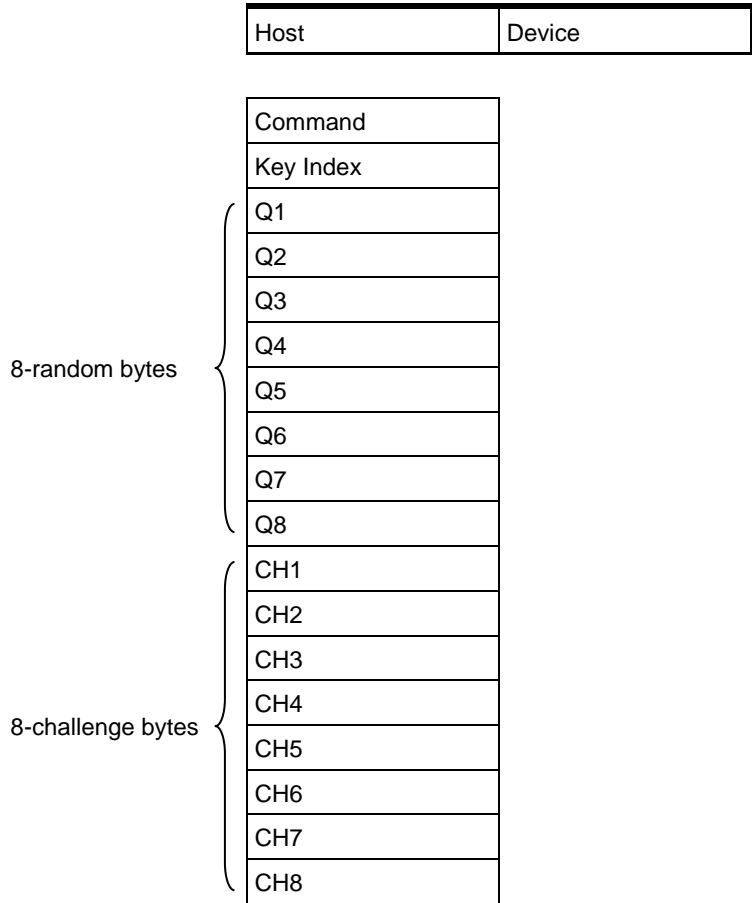 Host Device
Command
Key Index
Q1
Q2
Q3
Q4
8-random bytes
Q5
Q6
Q7
Q8
CH1
CH2
CH3
CH4
8-challenge bytes
CH5
CH6
CH7
CH8